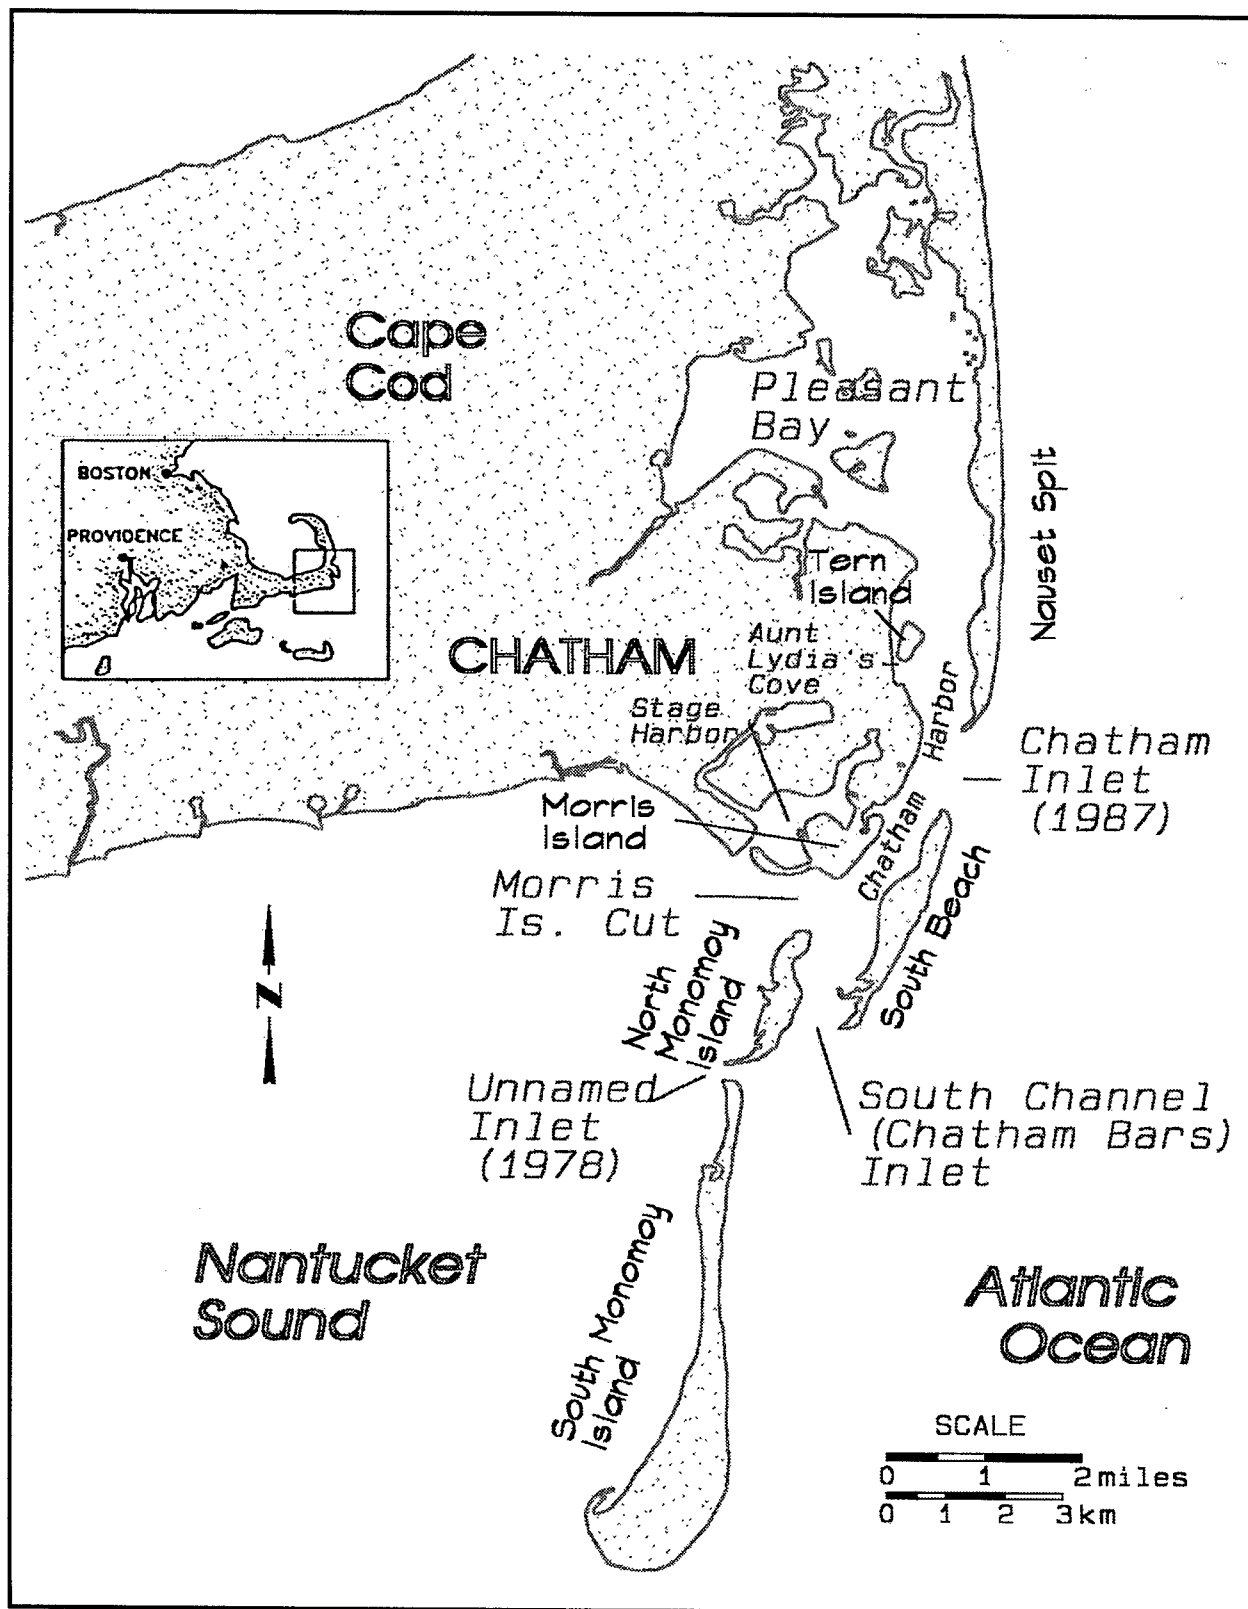 Cape
Cod
Pleasant
Bay
BOSTON
PROVIDENCE
Nauset Spit
Tern
Island
CHATHAM
Aunt
Lydia's
Cove
Stage
Harbor
Chatham Harbor
Chatham
Inlet
(1987)
Morris
Island
Morris
Is. Cut
South Beach
North
Monomoy
Island
N
Unnamed
Inlet
(1978)
South Channel
(Chatham Bars)
Inlet
Nantucket
Sound
South Monomoy
Island
Atlantic
Ocean
SCALE
0 1 2 miles
0 1 2 3 km